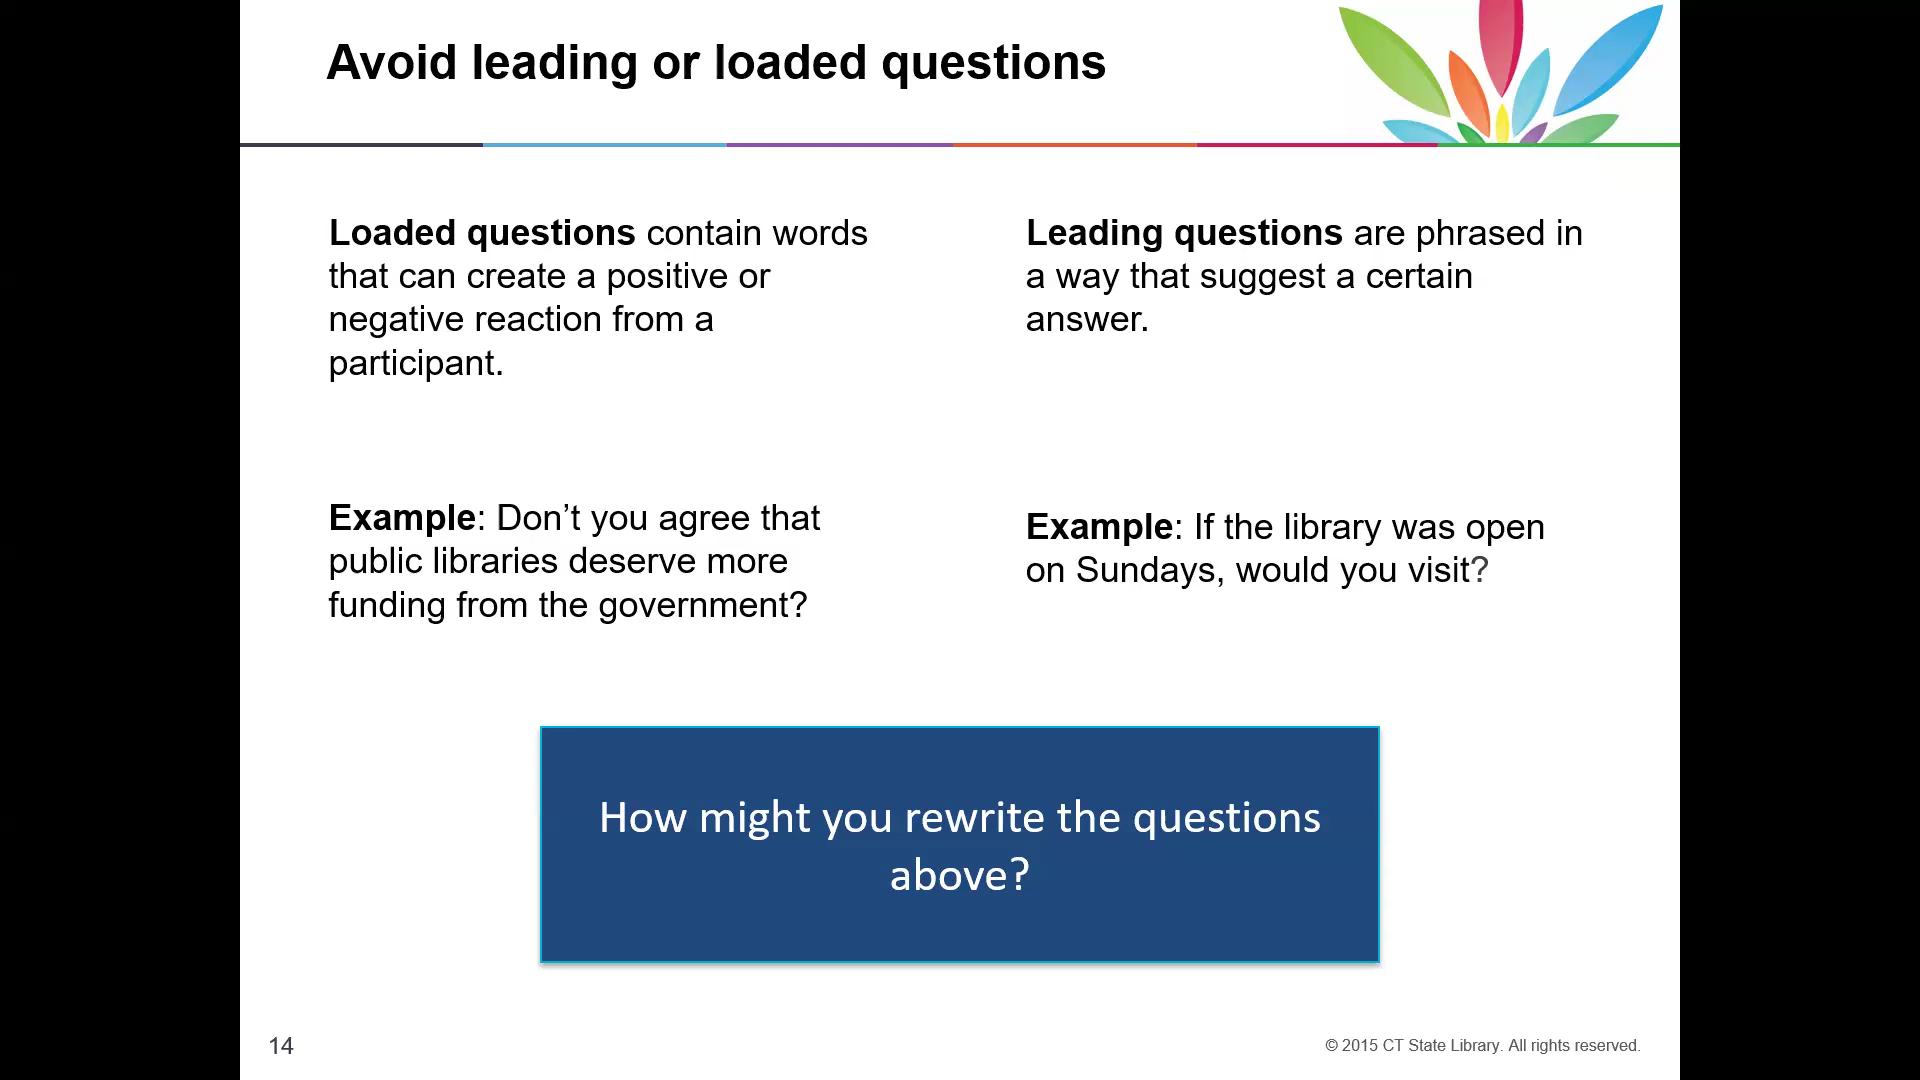 Avoid leading or loaded questions
Loaded questions contain words
that can create a positive or
negative reaction from a
participant.
Leading questions are phrased in
a way that suggest a certain
answer.
Example: Don’t you agree that
public libraries deserve more
funding from the government?
Example: If the library was open
on Sundays, would you visit?
How might you rewrite the questions
above?
14
© 2015 CT State Library. All rights reserved.